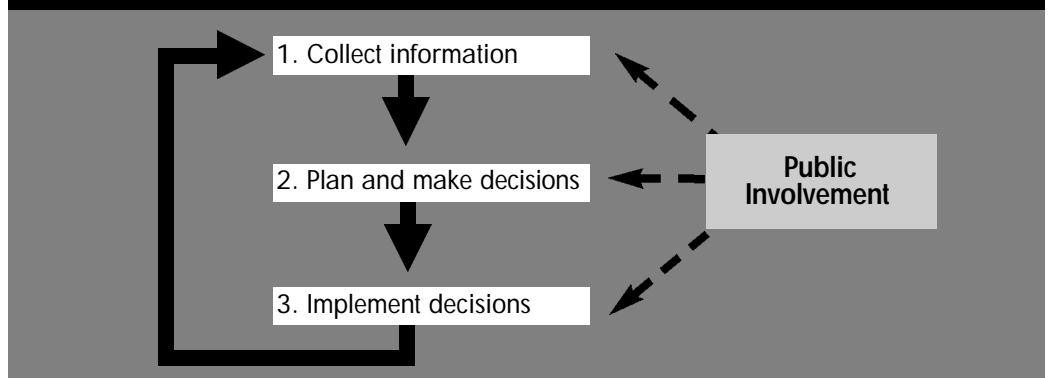 1. Collect information
2. Plan and make decisions
3. Implement decisions
Public
Involvement